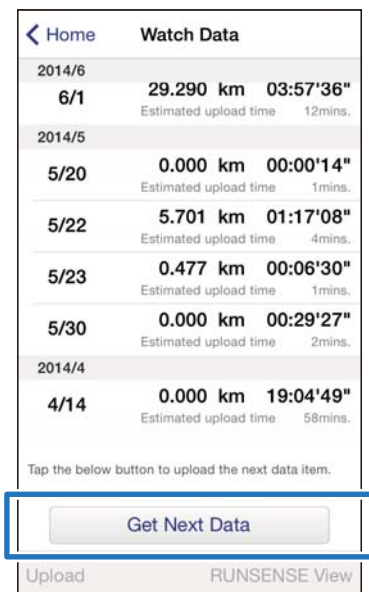 Home Watch Data
2014/6
6/1 29.290 km 03:57'36"
Estimated upload time 12mins.
2014/5
5/20 0.000 km 00:00'14"
Estimated upload time 1mins.
5/22 5.701 km 01:17'08"
Estimated upload time 4mins.
5/23 0.477 km 00:06'30"
Estimated upload time 1mins.
5/30 0.000 km 00:29'27"
Estimated upload time 2mins.
2014/4
4/14 0.000 km 19:04'49"
Estimated upload time 58mins.
Tap the below button to upload the next data item.
Get Next Data
Upload RUNSENSE View